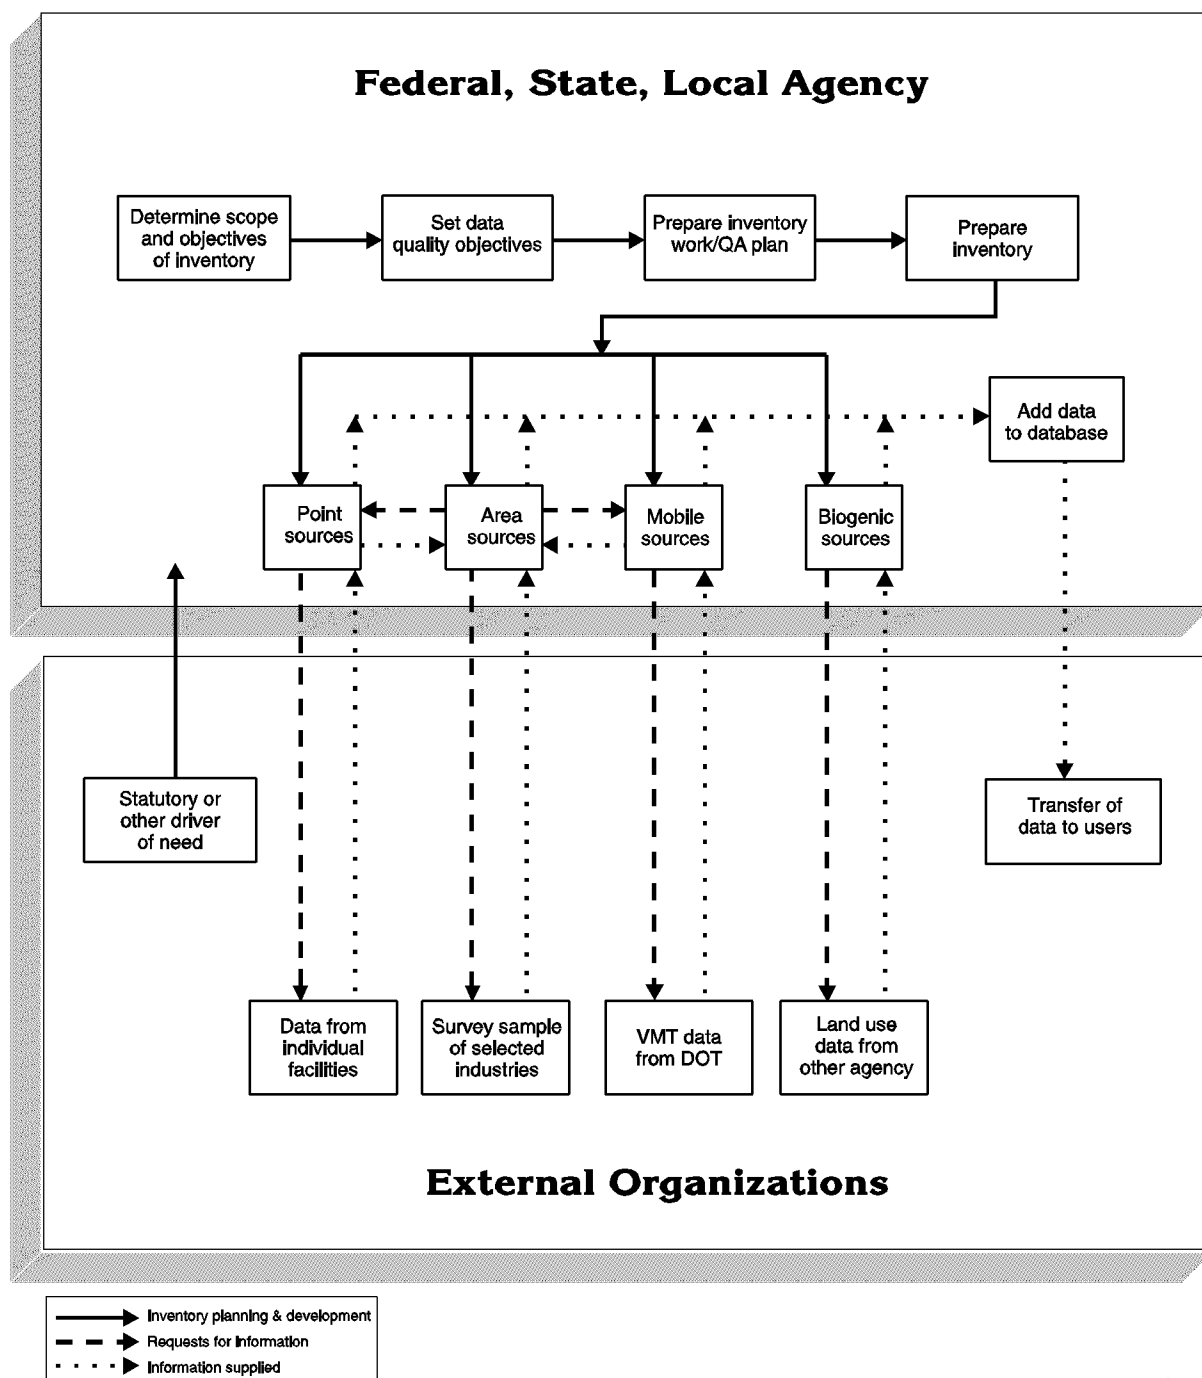 Federal, State, Local Agency
Determine scope
and objectives
of inventory
Set data
quality objectives
Prepare inventory
work/QA plan
Prepare
inventory
Add data
to database
Point
sources
Area
sources
Mobile
sources
Biogenic
sources
Statutory or
other driver
of need
Transfer of
data to users
Data from
individual
facilities
Survey sample
of selected
industries
VMT data
from DOT
Land use
data from
other agency
External Organizations
Inventory planning & development
Requests for Information
Information supplied